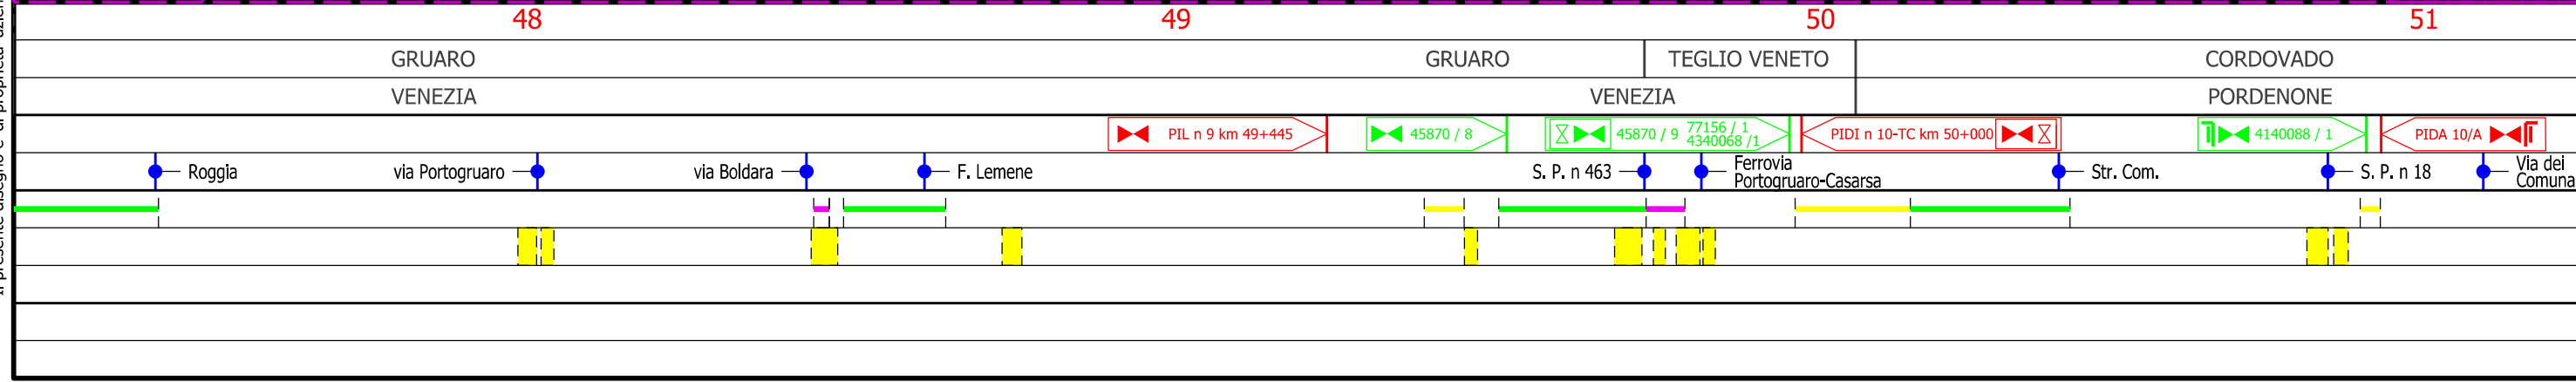 48 49 50 51
GRUARO GRUARO TEGLIO VENETO CORDOVADO
VENEZIA VENEZIA PORDENONE
PIL n 9 km 49+445
45870 / 8
45870 / 9
77156 / 1
4340068 /1
PIDI n 10-TC km 50+000
4140088 / 1
PIDA 10/A
Roggia
via Portogruaro
via Boldara
F. Lemene
S. P. n 463
Ferrovia
Portogruaro-Casarsa
Str. Com.
S. P. n 18
Via dei
Comuna